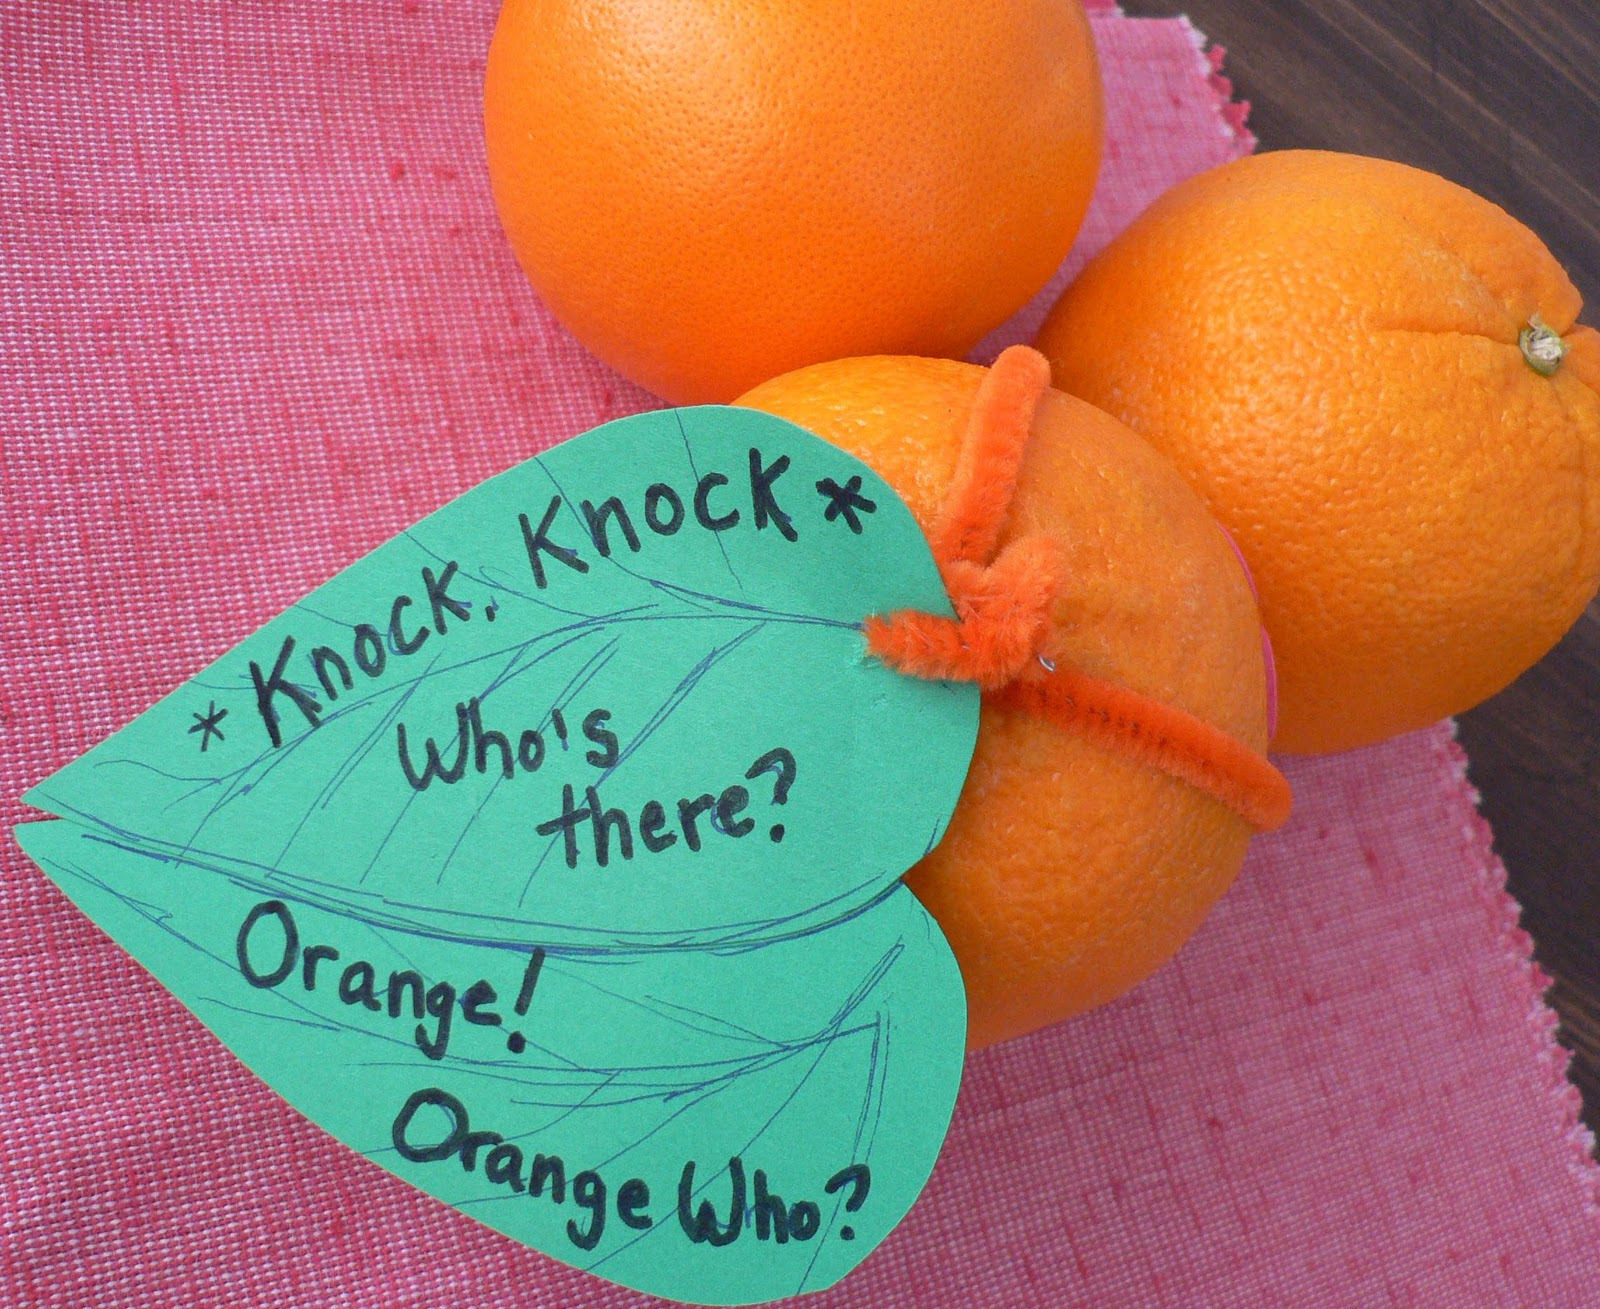 * Knock, Knock *
Who's
there?
Orange!
Orange Who?